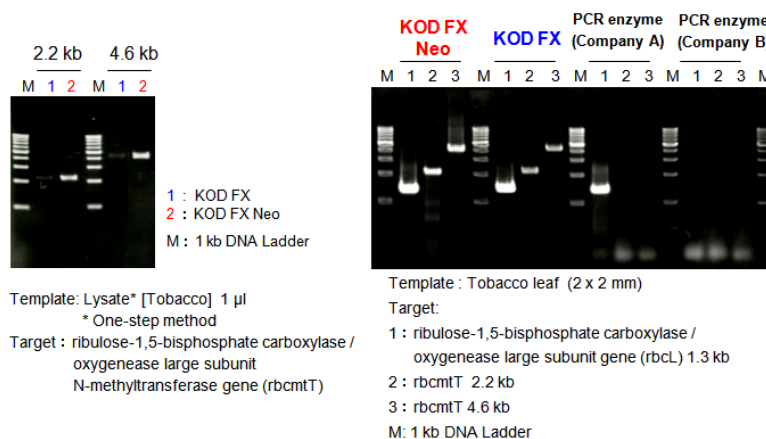 2.2 kb 4.6 kb
M 1 2 M 1 2
1 : KOD FX
2 : KOD FX Neo
M : 1 kb DNA Ladder
Template: Lysate* [Tobacco] 1 µl
* One-step method
Target : ribulose-1,5-bisphosphate carboxylase /
oxygenease large subunit
N-methyltransferase gene (rbcmtT)
KOD FX
Neo
KOD FX
PCR enzyme
(Company A)
PCR enzyme
(Company B)
M 1 2 3 M 1 2 3 M 1 2 3 M 1 2 3 M
Template : Tobacco leaf (2 x 2 mm)
Target:
1 : ribulose-1,5-bisphosphate carboxylase /
oxygenease large subunit gene (rbcL) 1.3 kb
2 : rbcmtT 2.2 kb
3 : rbcmtT 4.6 kb
M: 1 kb DNA Ladder